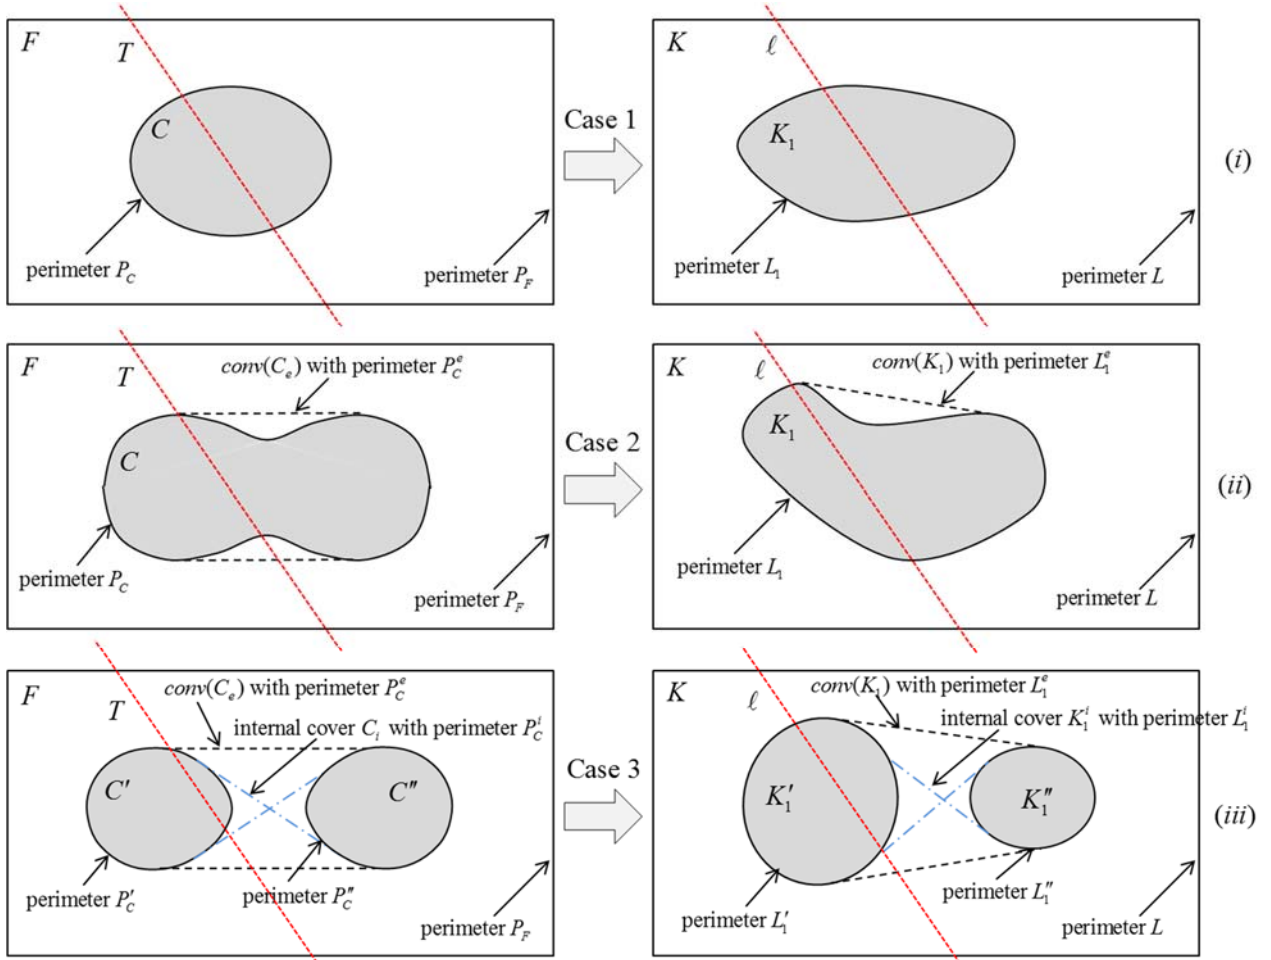 F
T
C
perimeter P_C
perimeter P_F
Case 1
K
ℓ
K_1
perimeter L_1
perimeter L
(i)
F
T
conv(C_e) with perimeter P_C^e
C
perimeter P_C
perimeter P_F
Case 2
K
ℓ
conv(K_1) with perimeter L_1^e
K_1
perimeter L_1
perimeter L
(ii)
F
T
conv(C_e) with perimeter P_C^e
internal cover C_i with perimeter P_C^i
C′
C″
perimeter P′_C
perimeter P″_C
perimeter P_F
Case 3
K
ℓ
conv(K_1) with perimeter L_1^e
internal cover K_1^i with perimeter L_1^i
K′_1
K″_1
perimeter L′_1
perimeter L″_1
perimeter L
(iii)